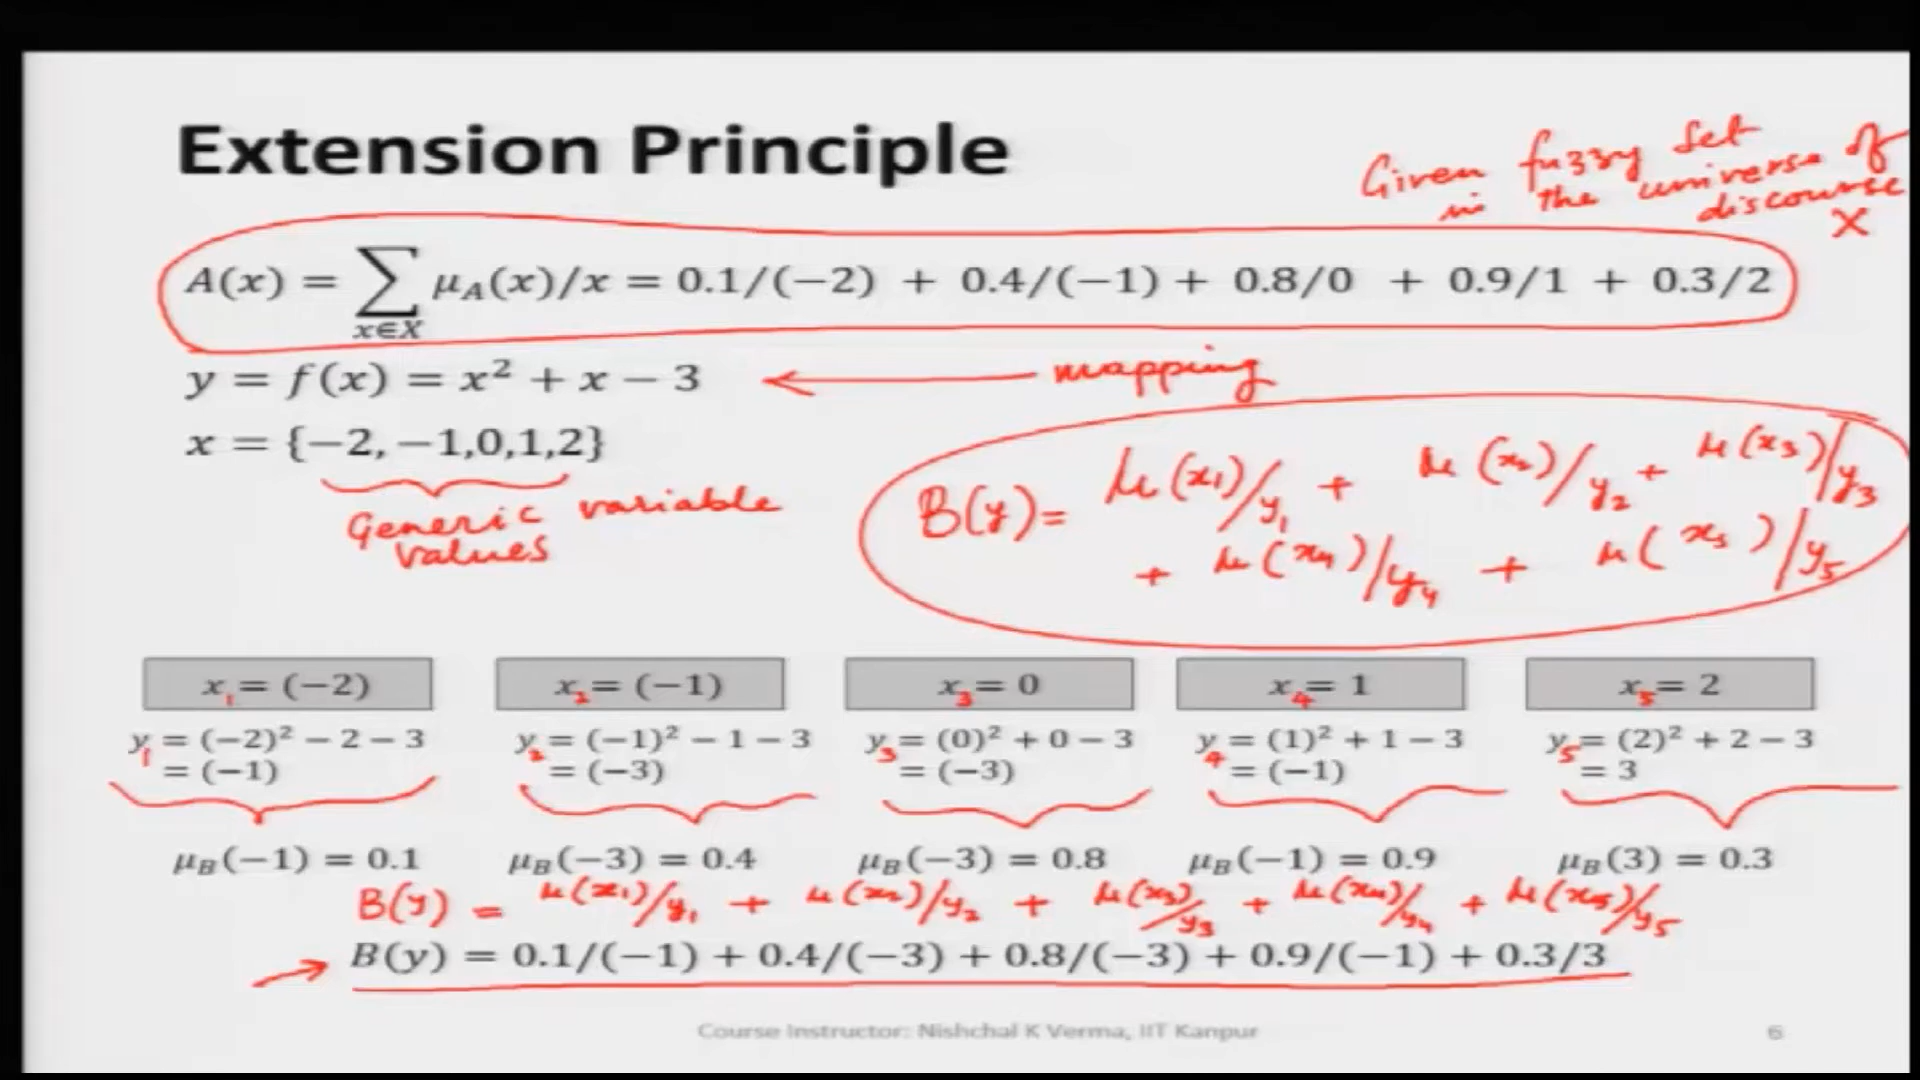 Extension Principle
Given fuzzy set
in the universe of
discourse
X
A(x) = ∑ μ_A(x)/x = 0.1/(−2) + 0.4/(−1) + 0.8/0 + 0.9/1 + 0.3/2
x∈X
y = f(x) = x² + x − 3 ← mapping
x = {−2, −1,0,1,2}
Generic variable
values
B(y) = μ(x₁)/y₁ + μ(x₂)/y₂ + μ(x₃)/y₃
+ μ(x₄)/y₄ + μ(x₅)/y₅
x₁ = (−2) x₂ = (−1) x₃ = 0 x₄ = 1 x₅ = 2
y₁ = (−2)² − 2 − 3 y₂ = (−1)² − 1 − 3 y₃ = (0)² + 0 − 3 y₄ = (1)² + 1 − 3 y₅ = (2)² + 2 − 3
= (−1) = (−3) = (−3) = (−1) = 3
μ_B(−1) = 0.1 μ_B(−3) = 0.4 μ_B(−3) = 0.8 μ_B(−1) = 0.9 μ_B(3) = 0.3
B(y) = μ(x₁)/y₁ + μ(x₂)/y₂ + μ(x₃)/y₃ + μ(x₄)/y₄ + μ(x₅)/y₅
→ B(y) = 0.1/(−1) + 0.4/(−3) + 0.8/(−3) + 0.9/(−1) + 0.3/3
Course Instructor: Nishchal K Verma, IIT Kanpur
6